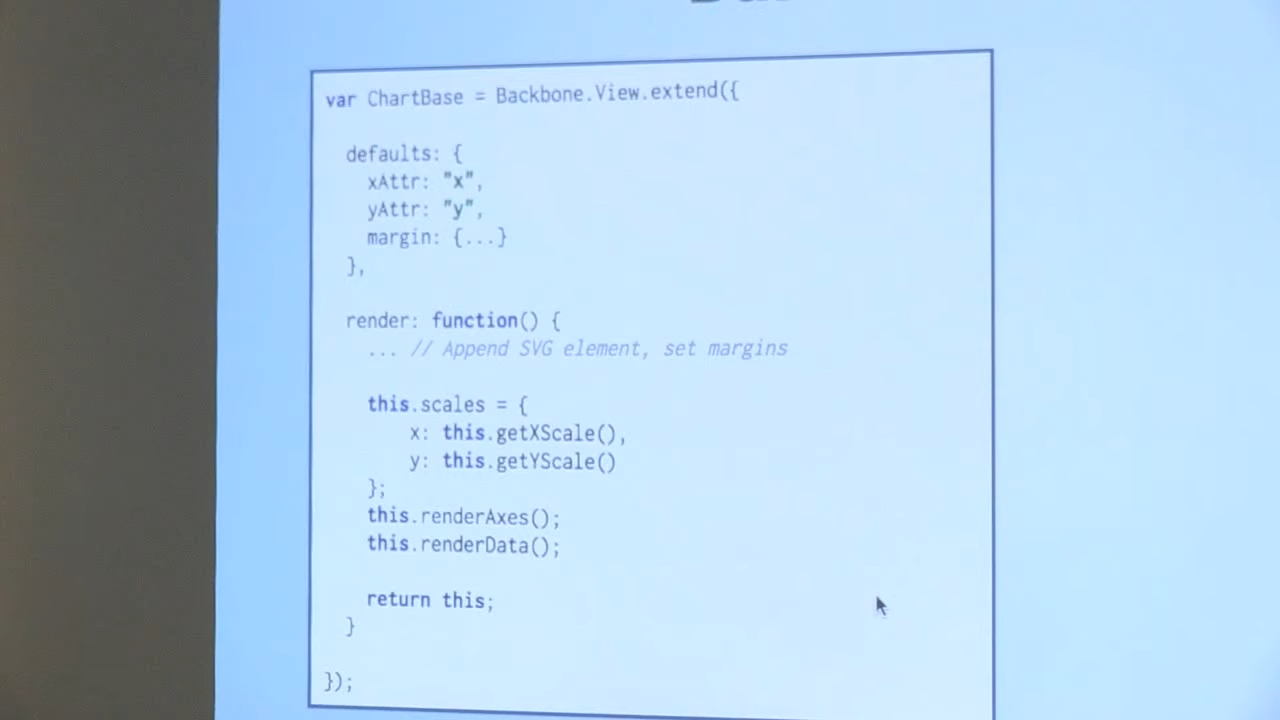 var ChartBase = Backbone.View.extend({
defaults: {
xAttr: "x",
yAttr: "y",
margin: {...}
},
render: function() {
... // Append SVG element, set margins
this.scales = {
x: this.getXScale(),
y: this.getYScale()
};
this.renderAxes();
this.renderData();
return this;
}
});